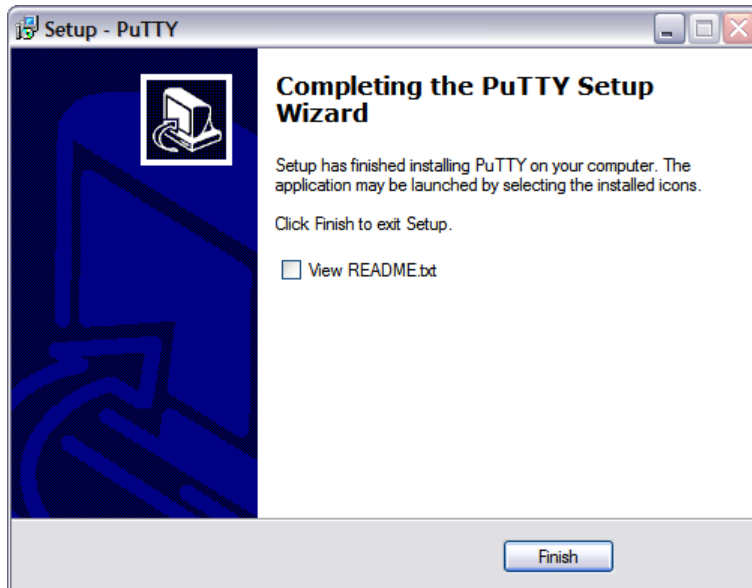 Setup - PuTTY
Completing the PuTTY Setup
Wizard
Setup has finished installing PuTTY on your computer. The
application may be launched by selecting the installed icons.
Click Finish to exit Setup.
View README.txt
Finish